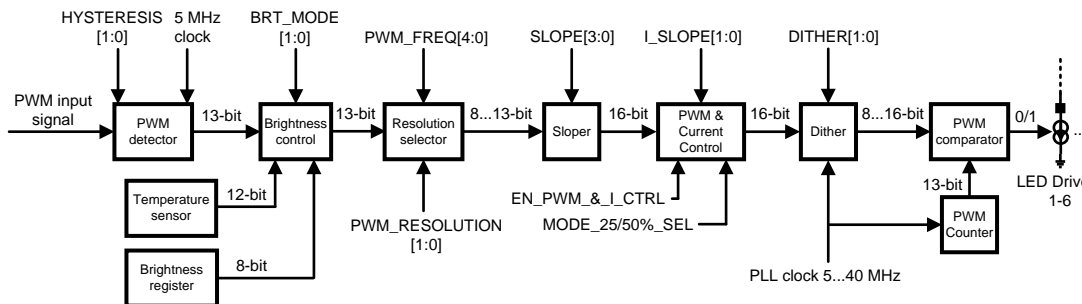 HYSTERESIS
[1:0]
5 MHz
clock
BRT_MODE
[1:0]
PWM_FREQ[4:0]
SLOPE[3:0]
I_SLOPE[1:0]
DITHER[1:0]
PWM input
signal
PWM
detector
13-bit
Brightness
control
13-bit
Resolution
selector
8...13-bit
Sloper
16-bit
PWM &
Current
Control
16-bit
Dither
8...16-bit
PWM
comparator
0/1
...
LED Drive
1-6
Temperature
sensor
12-bit
Brightness
register
8-bit
PWM_RESOLUTION
[1:0]
EN_PWM_&_I_CTRL
MODE_25/50%_SEL
13-bit
PWM
Counter
PLL clock 5...40 MHz